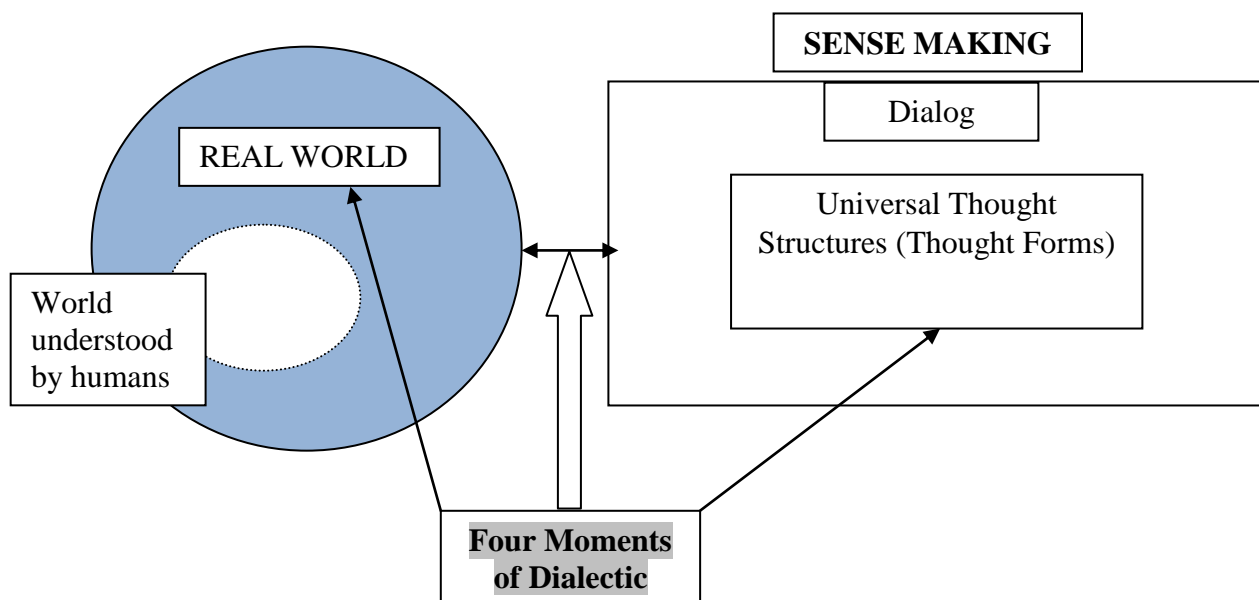 SENSE MAKING
Dialog
REAL WORLD
Universal Thought
Structures (Thought Forms)
World
understood
by humans
Four Moments
of Dialectic